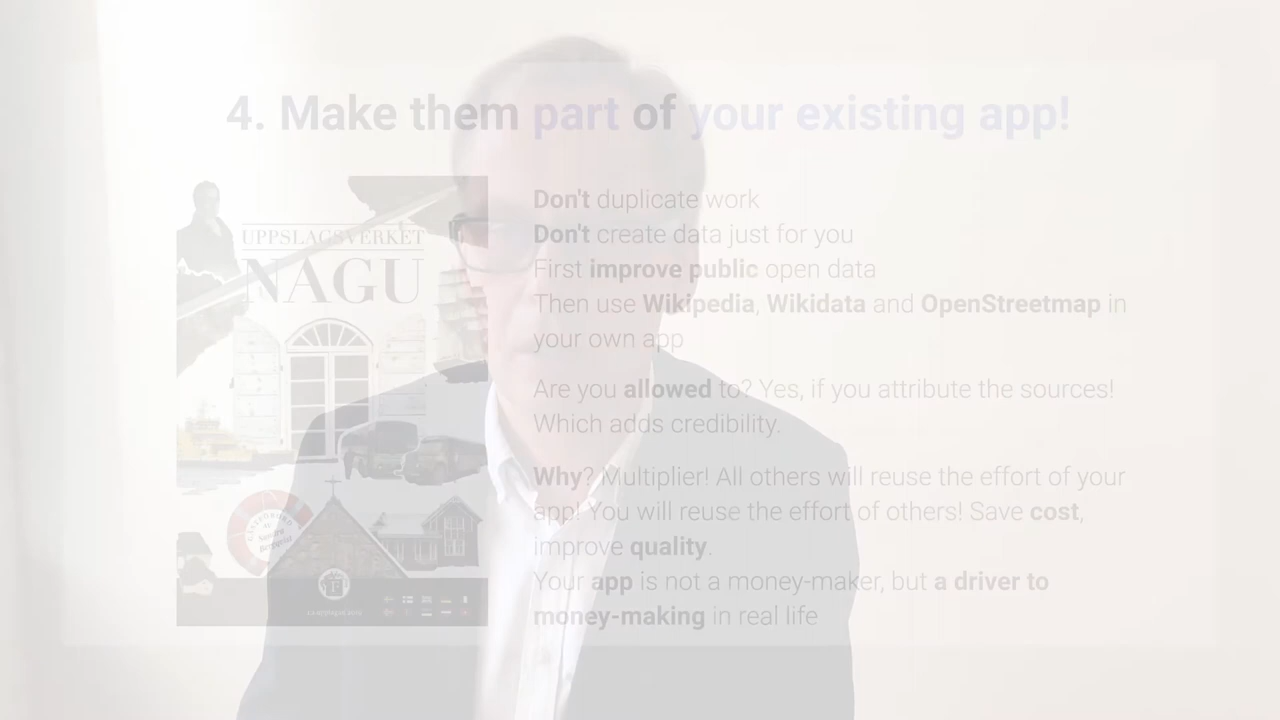 4. Make them part of your existing app!
UPPSLAGSVERKET
NAGU
Don't duplicate work
Don't create data just for you
First improve public open data
Then use Wikipedia, Wikidata and OpenStreetmap in
your own app
Are you allowed to? Yes, if you attribute the sources!
Which adds credibility.
Why? Multiplier! All others will reuse the effort of your
app! You will reuse the effort of others! Save cost,
improve quality.
Your app is not a money-maker, but a driver to
money-making in real life